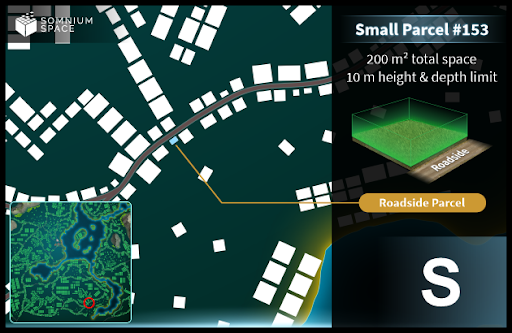 SOMNIUM
SPACE
Small Parcel #153
200 m² total space
10 m height & depth limit
Roadside
Roadside Parcel
S